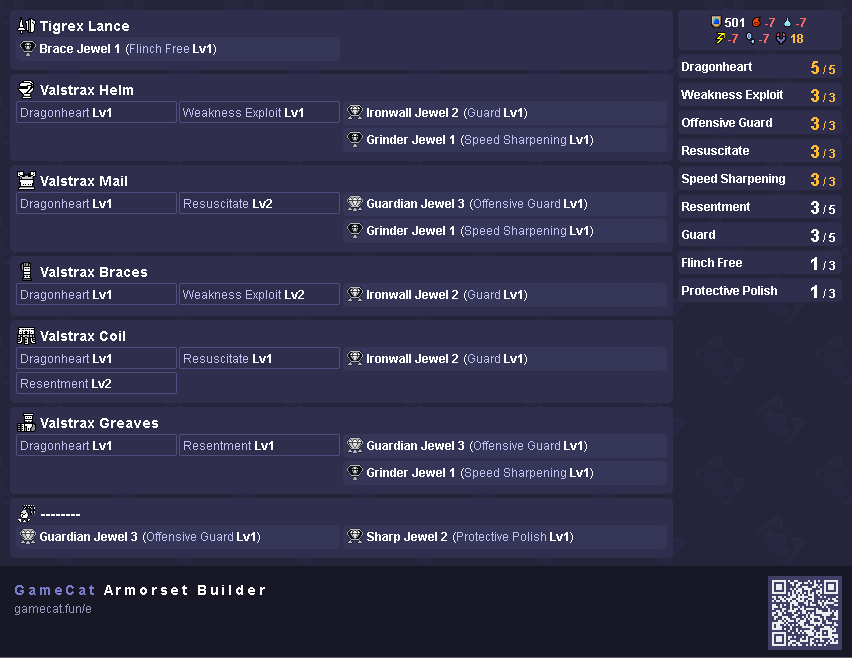 Tigrex Lance
Brace Jewel 1 (Flinch Free Lv1)
Valstrax Helm
Dragonheart Lv1 Weakness Exploit Lv1 Ironwall Jewel 2 (Guard Lv1)
Grinder Jewel 1 (Speed Sharpening Lv1)
Valstrax Mail
Dragonheart Lv1 Resuscitate Lv2 Guardian Jewel 3 (Offensive Guard Lv1)
Grinder Jewel 1 (Speed Sharpening Lv1)
Valstrax Braces
Dragonheart Lv1 Weakness Exploit Lv2 Ironwall Jewel 2 (Guard Lv1)
Valstrax Coil
Dragonheart Lv1 Resuscitate Lv1 Ironwall Jewel 2 (Guard Lv1)
Resentment Lv2
Valstrax Greaves
Dragonheart Lv1 Resentment Lv1 Guardian Jewel 3 (Offensive Guard Lv1)
Grinder Jewel 1 (Speed Sharpening Lv1)
--------
Guardian Jewel 3 (Offensive Guard Lv1) Sharp Jewel 2 (Protective Polish Lv1)
501 -7 -7
-7 -7 18
Dragonheart 5 / 5
Weakness Exploit 3 / 3
Offensive Guard 3 / 3
Resuscitate 3 / 3
Speed Sharpening 3 / 3
Resentment 3 / 5
Guard 3 / 5
Flinch Free 1 / 3
Protective Polish 1 / 3
GameCat Armorset Builder
gamecat.fun/e